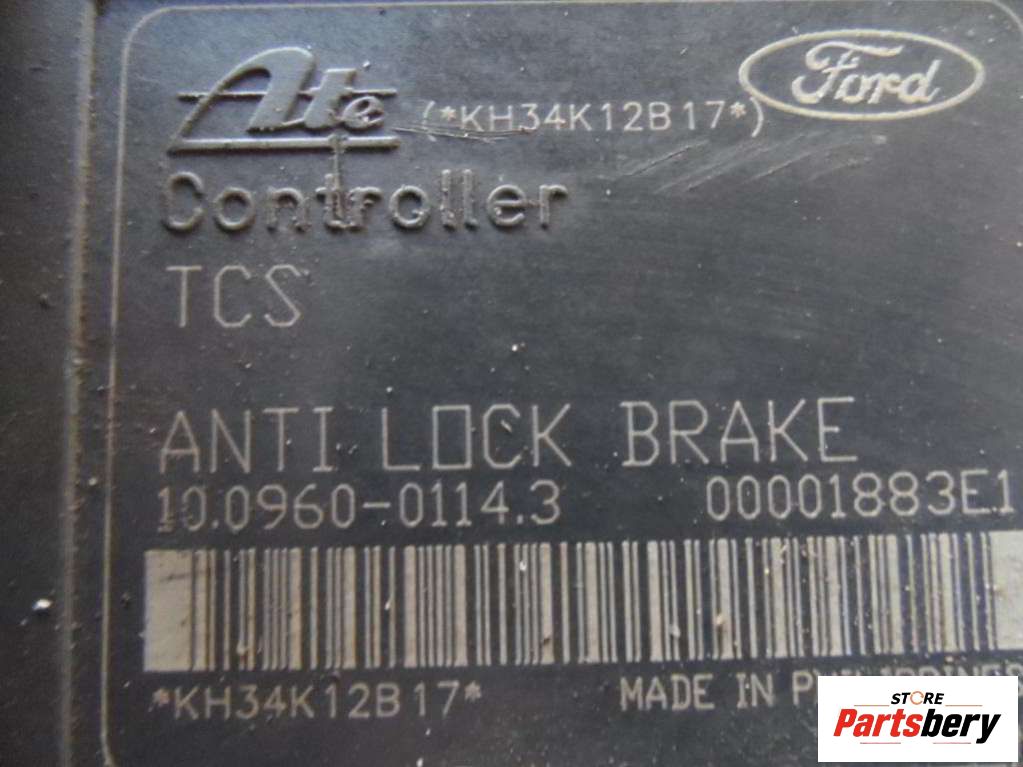 Ate (*KH34K12B17*) Ford
Controller
TCS
ANTI LOCK BRAKE
10.0960-0114.3 00001883E1
*KH34K12B17* MADE IN
STORE
Partsbery